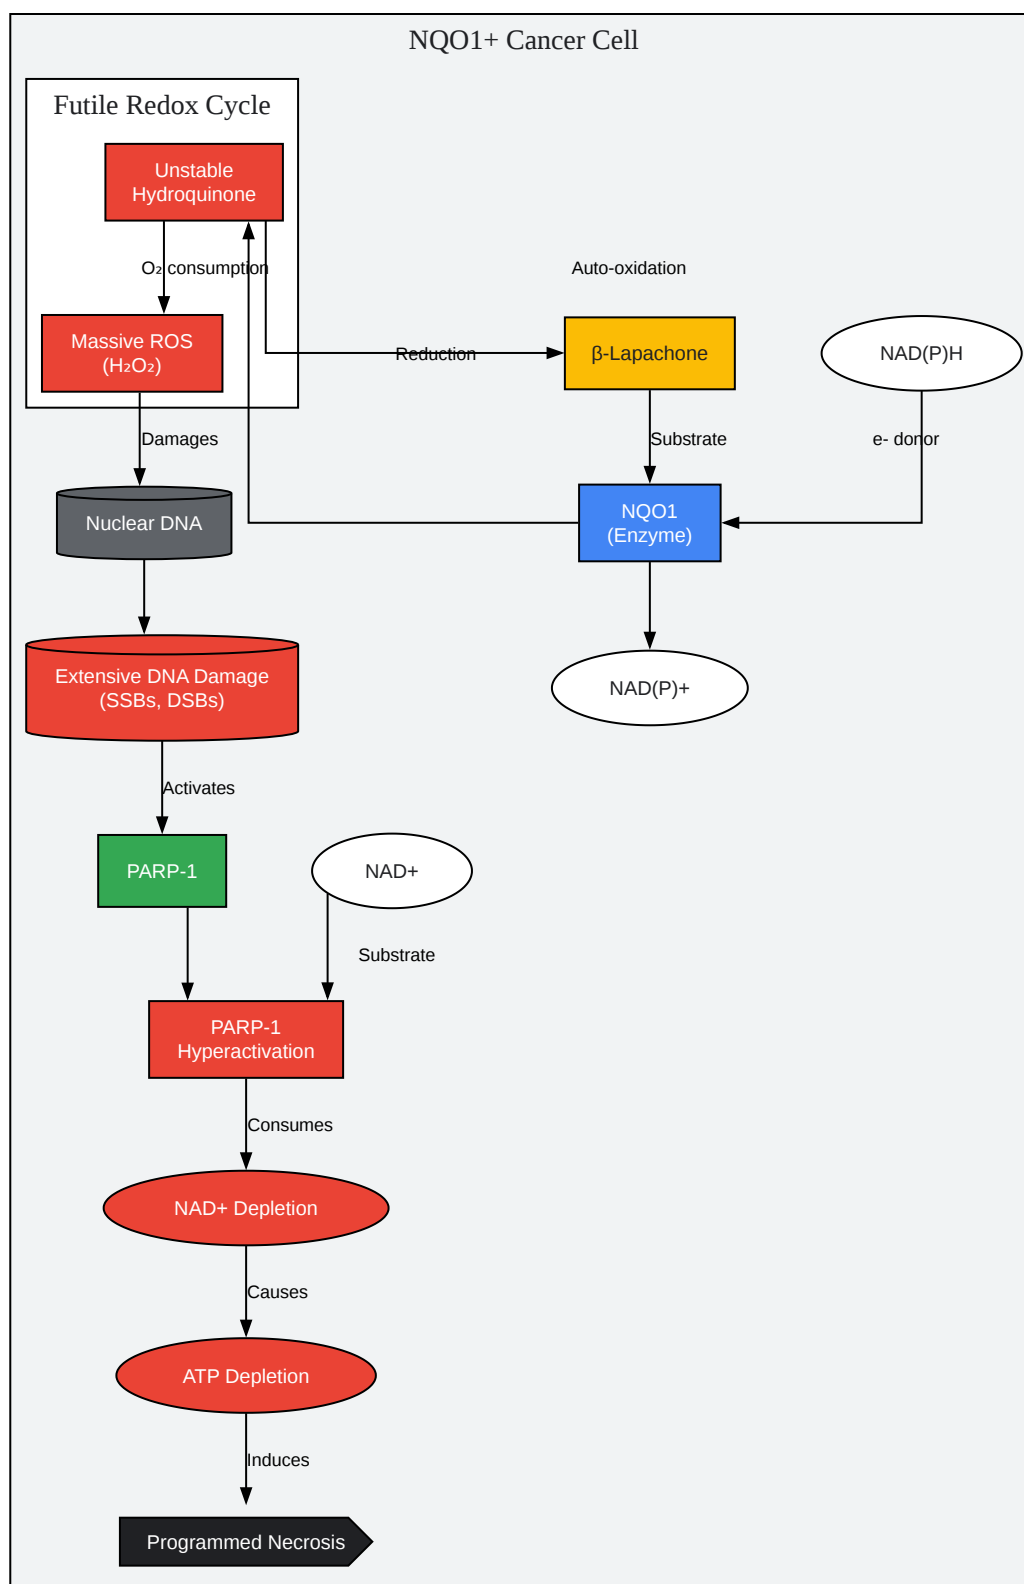 NQO1+ Cancer Cell
Futile Redox Cycle
Unstable
Hydroquinone
O₂ consumption
Auto-oxidation
Massive ROS
(H₂O₂)
Reduction
β-Lapachone
NAD(P)H
Damages
Substrate
e- donor
Nuclear DNA
NQO1
(Enzyme)
Extensive DNA Damage
(SSBs, DSBs)
NAD(P)+
Activates
PARP-1
NAD+
Substrate
PARP-1
Hyperactivation
Consumes
NAD+ Depletion
Causes
ATP Depletion
Induces
Programmed Necrosis